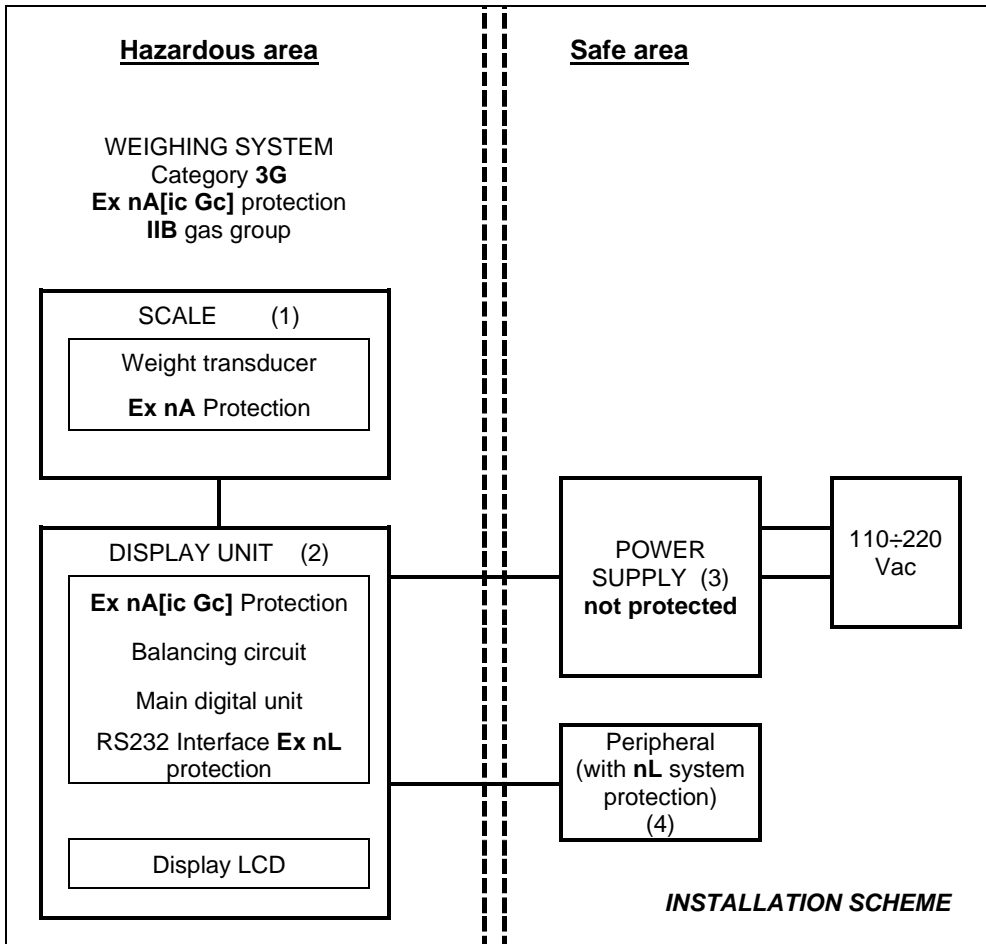 Hazardous area
Safe area
WEIGHING SYSTEM
Category 3G
Ex nA[ic Gc] protection
IIB gas group
SCALE (1)
Weight transducer
Ex nA Protection
DISPLAY UNIT (2)
Ex nA[ic Gc] Protection
Balancing circuit
Main digital unit
RS232 Interface Ex nL
protection
Display LCD
POWER
SUPPLY (3)
not protected
110÷220
Vac
Peripheral
(with nL system
protection)
(4)
INSTALLATION SCHEME